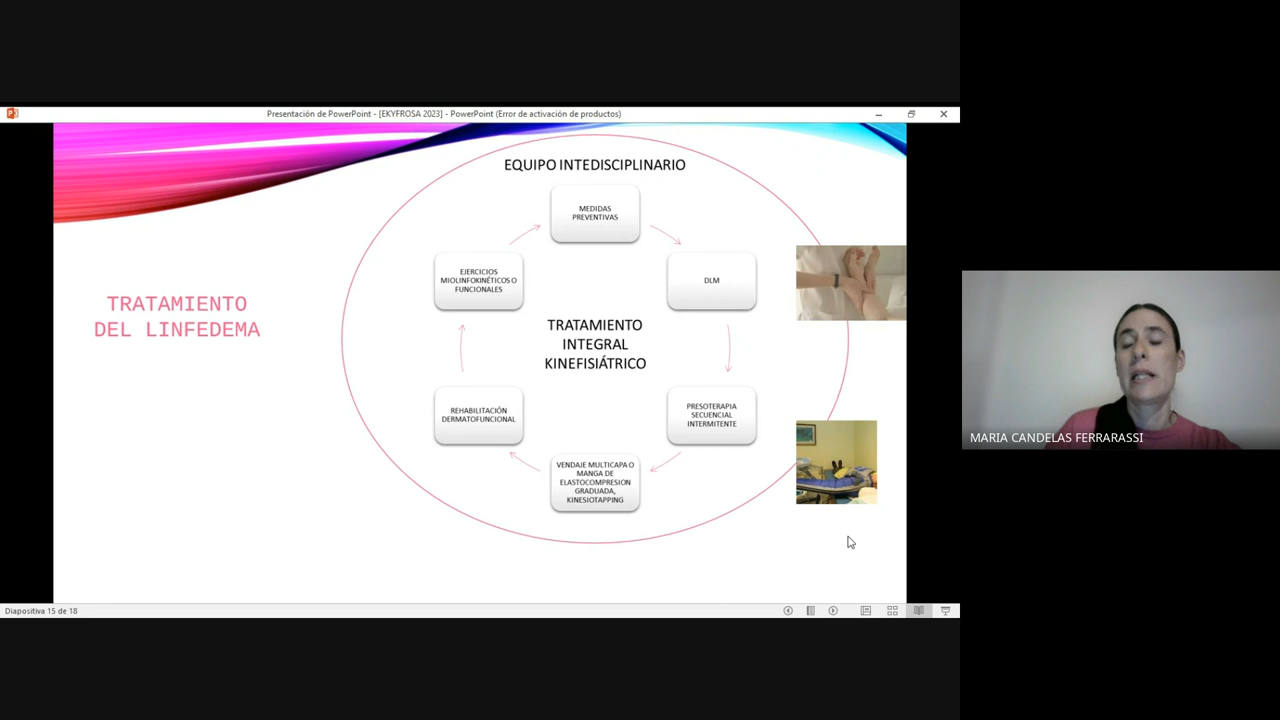 Presentación de PowerPoint - [EKYFROSA 2023] - PowerPoint (Error de activación de productos)
EQUIPO INTEDISCIPLINARIO
MEDIDAS
PREVENTIVAS
DLM
PRESOTERAPIA
SECUENCIAL
INTERMITENTE
VENDAJE MULTICAPA O
MANGA DE
ELASTOCOMPRESION
GRADUADA,
KINESIOTAPPING
REHABILITACIÓN
DERMATOFUNCIONAL
EJERCICIOS
MIOLINFOKINÉTICOS O
FUNCIONALES
TRATAMIENTO
INTEGRAL
KINEFISIÁTRICO
TRATAMIENTO
DEL LINFEDEMA
MARIA CANDELAS FERRARASSI
Diapositiva 15 de 18